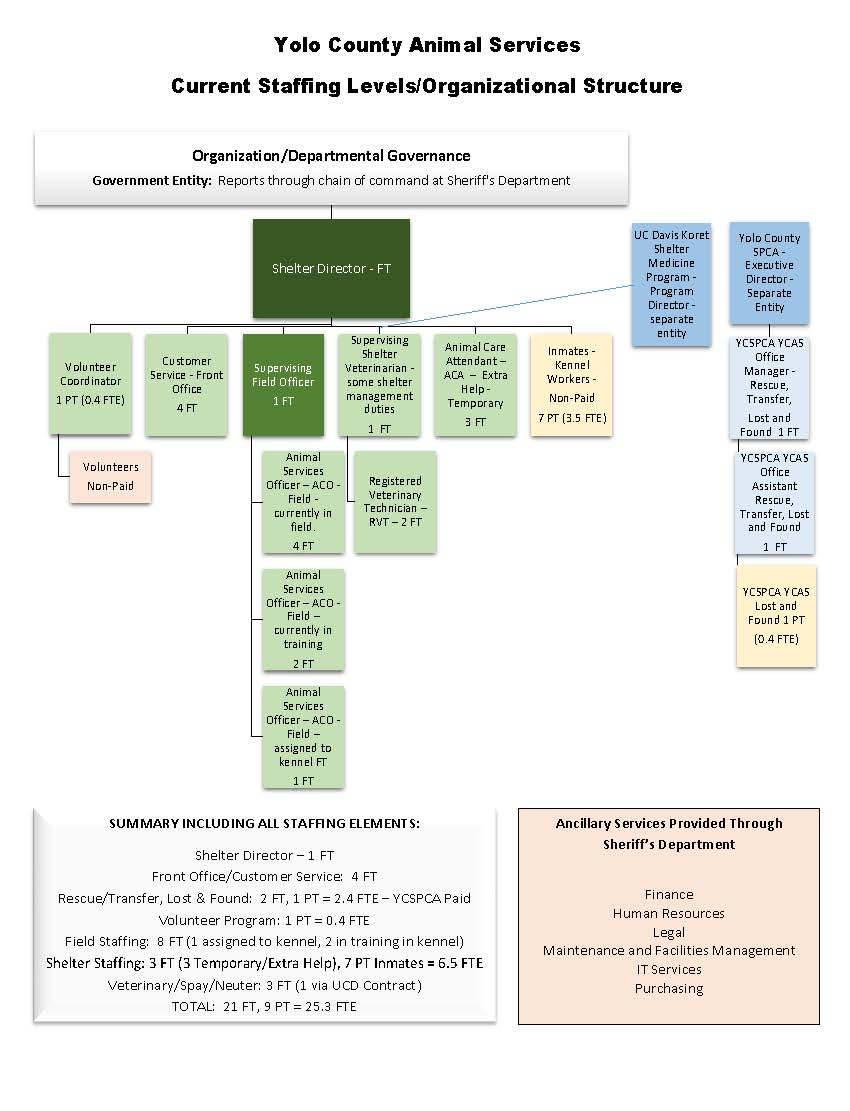 Yolo County Animal Services
Current Staffing Levels/Organizational Structure
Organization/Departmental Governance
Government Entity: Reports through chain of command at Sheriff's Department
Shelter Director - FT
UC Davis Koret
Shelter
Medicine
Program -
Program
Director -
separate
entity
Yolo County
SPCA -
Executive
Director -
Separate
Entity
Volunteer
Coordinator
1 PT (0.4 FTE)
Customer
Service - Front
Office
4 FT
Supervising
Field Officer
1 FT
Supervising
Shelter
Veterinarian -
some shelter
management
duties
1 FT
Animal Care
Attendant –
ACA – Extra
Help -
Temporary
3 FT
Inmates -
Kennel
Workers -
Non-Paid
7 PT (3.5 FTE)
YCSPCA YCAS
Office
Manager -
Rescue,
Transfer,
Lost and
Found 1 FT
Volunteers
Non-Paid
Animal
Services
Officer – ACO -
Field -
currently in
field.
4 FT
Registered
Veterinary
Technician –
RVT – 2 FT
YCSPCA YCAS
Office
Assistant
Rescue,
Transfer, Lost
and Found
1 FT
Animal
Services
Officer – ACO -
Field –
currently in
training
2 FT
YCSPCA YCAS
Lost and
Found 1 PT
(0.4 FTE)
Animal
Services
Officer – ACO -
Field –
assigned to
kennel FT
1 FT
SUMMARY INCLUDING ALL STAFFING ELEMENTS:
Shelter Director – 1 FT
Front Office/Customer Service: 4 FT
Rescue/Transfer, Lost & Found: 2 FT, 1 PT = 2.4 FTE – YCSPCA Paid
Volunteer Program: 1 PT = 0.4 FTE
Field Staffing: 8 FT (1 assigned to kennel, 2 in training in kennel)
Shelter Staffing: 3 FT (3 Temporary/Extra Help), 7 PT Inmates = 6.5 FTE
Veterinary/Spay/Neuter: 3 FT (1 via UCD Contract)
TOTAL: 21 FT, 9 PT = 25.3 FTE
Ancillary Services Provided Through
Sheriff's Department
Finance
Human Resources
Legal
Maintenance and Facilities Management
IT Services
Purchasing